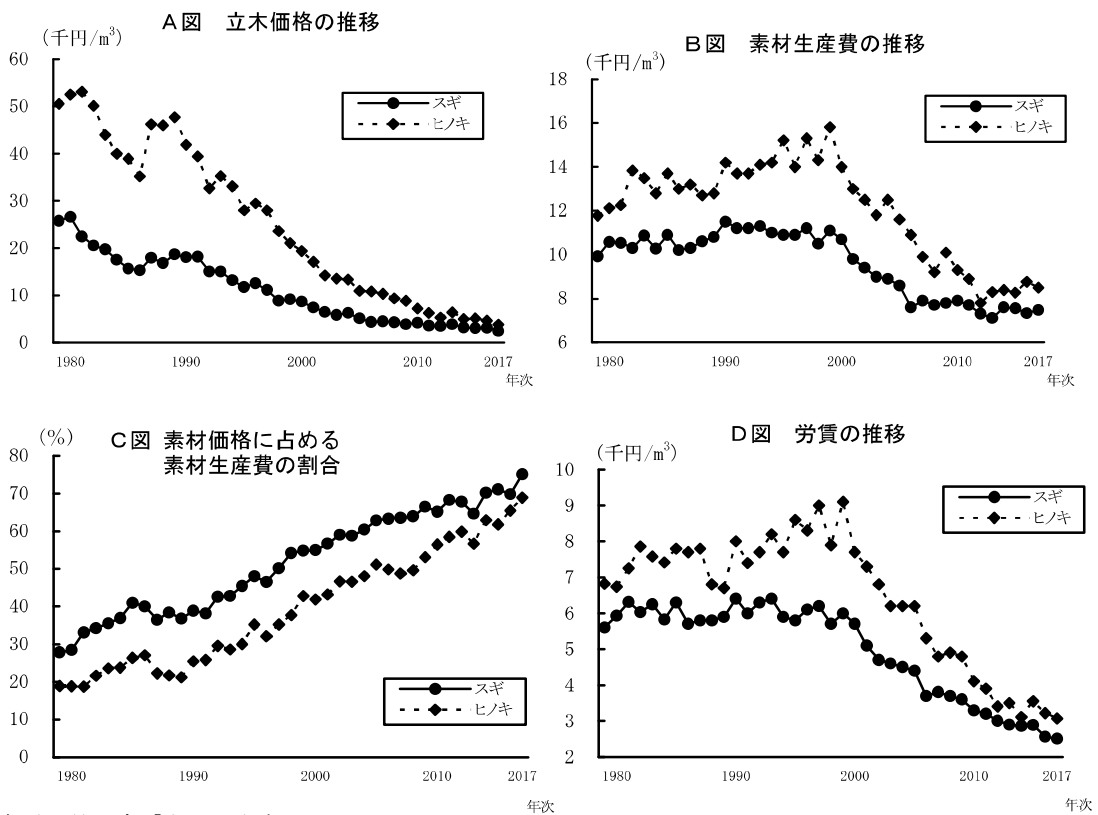 A図 立木価格の推移
(千円/m³)
60
50
40
30
20
10
0
スギ
ヒノキ
1980 1990 2000 2010 2017
年次
B図 素材生産費の推移
(千円/m³)
18
16
14
12
10
8
6
スギ
ヒノキ
1980 1990 2000 2010 2017
年次
C図 素材価格に占める
素材生産費の割合
(%)
80
70
60
50
40
30
20
10
0
スギ
ヒノキ
1980 1990 2000 2010 2017
年次
D図 労賃の推移
(千円/m³)
10
9
8
7
6
5
4
3
2
スギ
ヒノキ
1980 1990 2000 2010 2017
年次